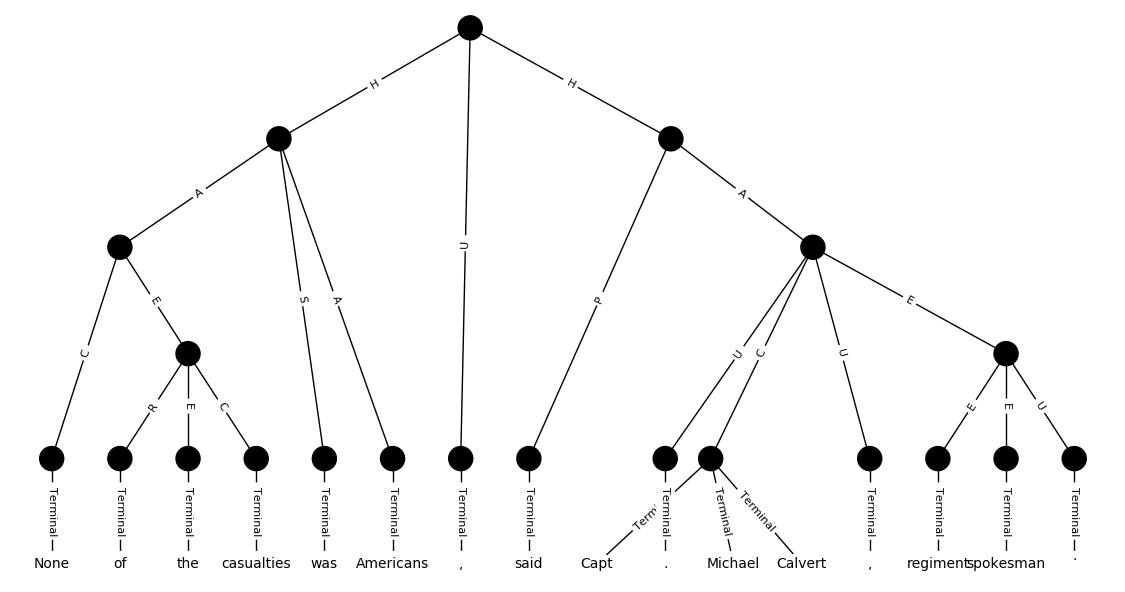 H H
U
A A
S A P
C E U C U E
R E C E E U
Terminal Terminal Terminal Terminal Terminal Terminal Terminal Terminal Terminal Terminal Terminal Terminal Terminal Terminal Terminal
None of the casualties was Americans , said Capt . Michael Calvert , regiment spokesman .